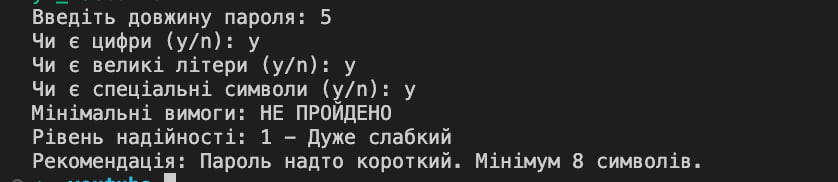 Введіть довжину пароля: 5
Чи є цифри (y/n): y
Чи є великі літери (y/n): y
Чи є спеціальні символи (y/n): y
Мінімальні вимоги: НЕ ПРОЙДЕНО
Рівень надійності: 1 – Дуже слабкий
Рекомендація: Пароль надто короткий. Мінімум 8 символів.